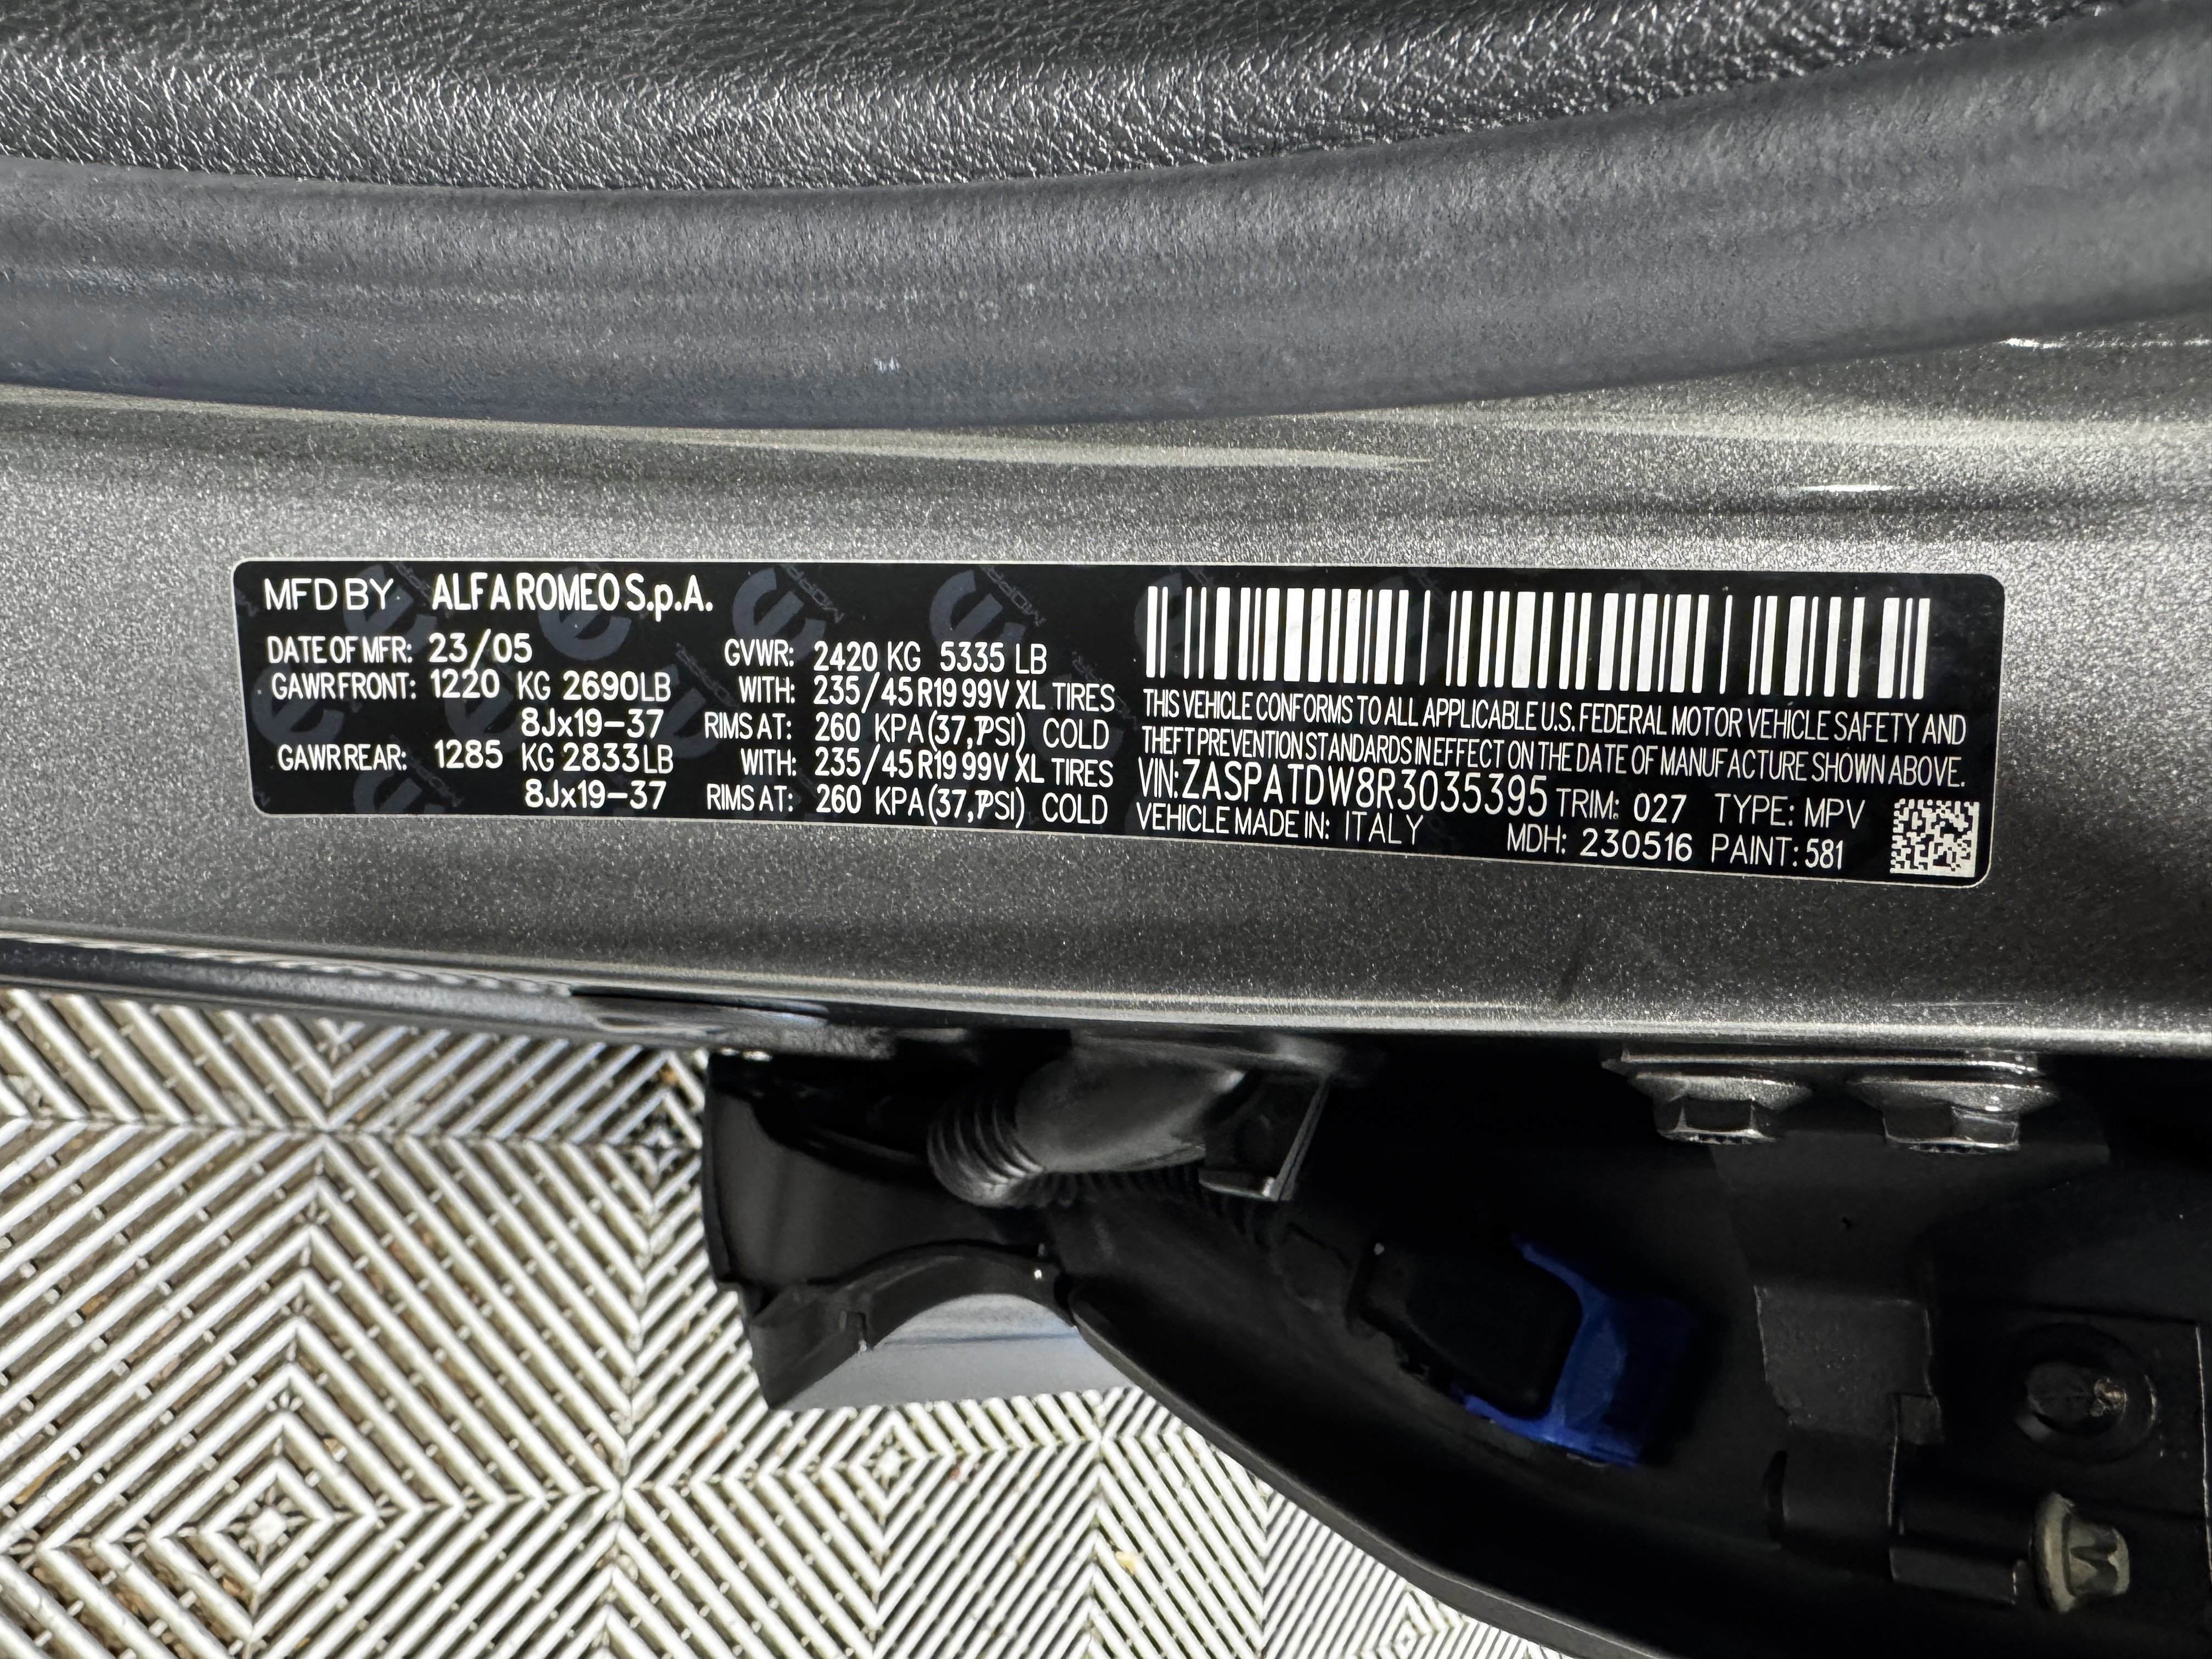 MFD BY ALFA ROMEO S.p.A.
DATE OF MFR: 23/05 GVWR: 2420 KG 5335 LB
GAWR FRONT: 1220 KG 2690 LB WITH: 235/45 R19 99V XL TIRES
8Jx19-37 RIMS AT: 260 KPA (37,7PSI) COLD
GAWR REAR: 1285 KG 2833 LB WITH: 235/45 R19 99V XL TIRES
8Jx19-37 RIMS AT: 260 KPA (37,7PSI) COLD
THIS VEHICLE CONFORMS TO ALL APPLICABLE U.S. FEDERAL MOTOR VEHICLE SAFETY AND
THEFT PREVENTION STANDARDS IN EFFECT ON THE DATE OF MANUFACTURE SHOWN ABOVE.
VIN: ZASPATDW8R3035395 TRIM: 027 TYPE: MPV
VEHICLE MADE IN: ITALY MDH: 230516 PAINT: 581